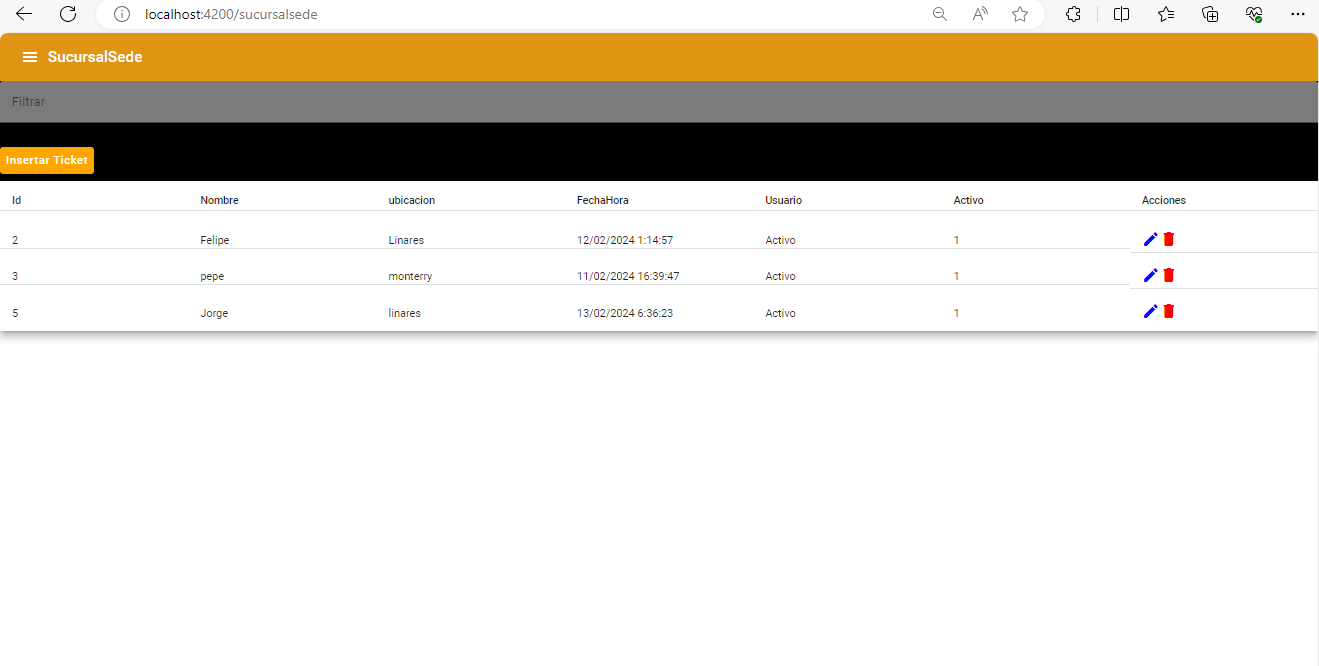 localhost:4200/sucursalsede
SucursalSede
Filtrar
Insertar Ticket
Id Nombre ubicacion FechaHora Usuario Activo Acciones
2 Felipe Linares 12/02/2024 1:14:57 Activo 1
3 pepe monterry 11/02/2024 16:39:47 Activo 1
5 Jorge linares 13/02/2024 6:36:23 Activo 1